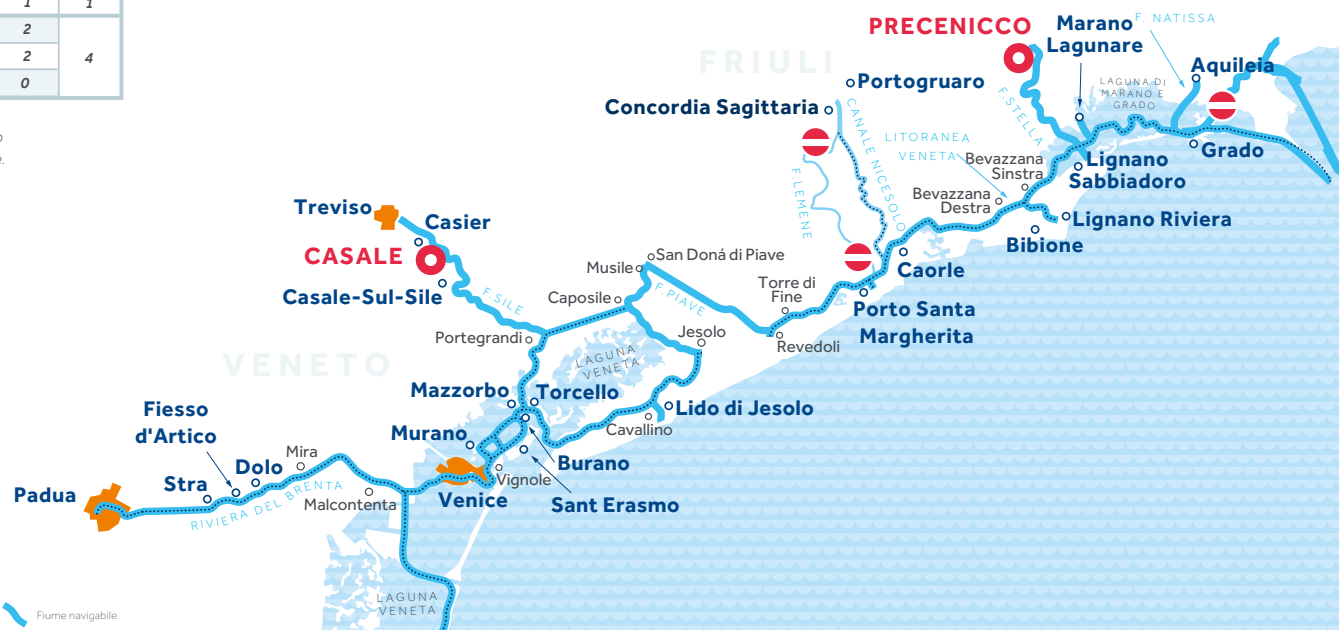 1 1
2
2 4
0
o
e.
PRECENICCO
Marano
Lagunare
F. NATISSA
FRIULI
Portogruaro
Aquileia
LAGUNA DI
MARANO E
GRADO
Concordia Sagittaria
CANALE NICESOLO
F.STELLA
LITORANEA
VENETA
Bevazzana
Sinstra
Lignano
Sabbiadoro
Grado
F.LEMENE
Bevazzana
Destra
Lignano Riviera
Bibione
Treviso
Casier
CASALE
Casale-Sul-Sile
F.SILE
San Doná di Piave
Musile
Caposile
F.PIAVE
Torre di
Fine
Caorle
Porto Santa
Margherita
Portegrandi
Jesolo
Revedoli
LAGUNA
VENETA
VENETO
Mazzorbo
Torcello
Lido di Jesolo
Cavallino
Fiesso
d'Artico
Murano
Mira
Burano
Dolo
Stra
Vignole
Padua
RIVIERA DEL BRENTA
Malcontenta
Venice
Sant Erasmo
LAGUNA
VENETA
Fiume navigabile